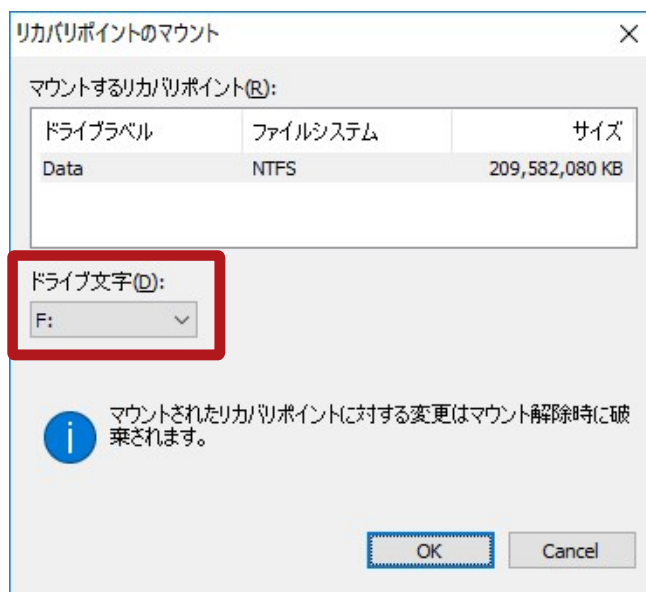 リカバリポイントのマウント
マウントするリカバリポイント(R):
ドライブラベル ファイルシステム サイズ
Data NTFS 209,582,080 KB
ドライブ文字(D):
F:
マウントされたリカバリポイントに対する変更はマウント解除時に破
棄されます。
OK Cancel